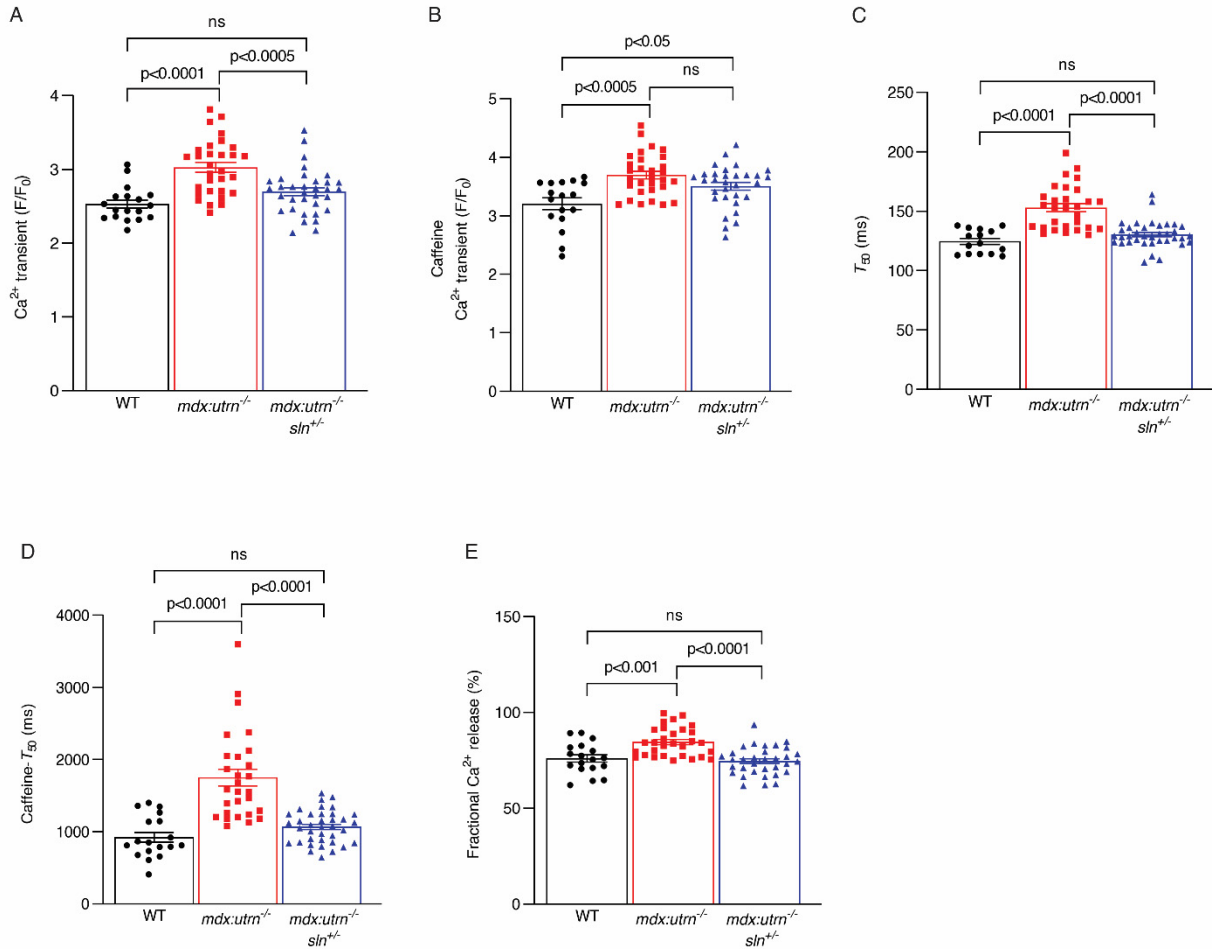 A
ns
p<0.0001
p<0.0005
Ca²⁺ transient (F/F₀)
4
3
2
1
0
WT
mdx:utrn⁻/⁻
mdx:utrn⁻/⁻
sln⁺/⁻
B
p<0.05
p<0.0005
ns
Caffeine
Ca²⁺ transient (F/F₀)
5
4
3
2
1
0
WT
mdx:utrn⁻/⁻
mdx:utrn⁻/⁻
sln⁺/⁻
C
ns
p<0.0001
p<0.0001
T₅₀ (ms)
250
200
150
100
50
0
WT
mdx:utrn⁻/⁻
mdx:utrn⁻/⁻
sln⁺/⁻
D
ns
p<0.0001
p<0.0001
Caffeine-T₅₀ (ms)
4000
3000
2000
1000
0
WT
mdx:utrn⁻/⁻
mdx:utrn⁻/⁻
sln⁺/⁻
E
ns
p<0.001
p<0.0001
Fractional Ca²⁺ release (%)
150
100
50
0
WT
mdx:utrn⁻/⁻
mdx:utrn⁻/⁻
sln⁺/⁻